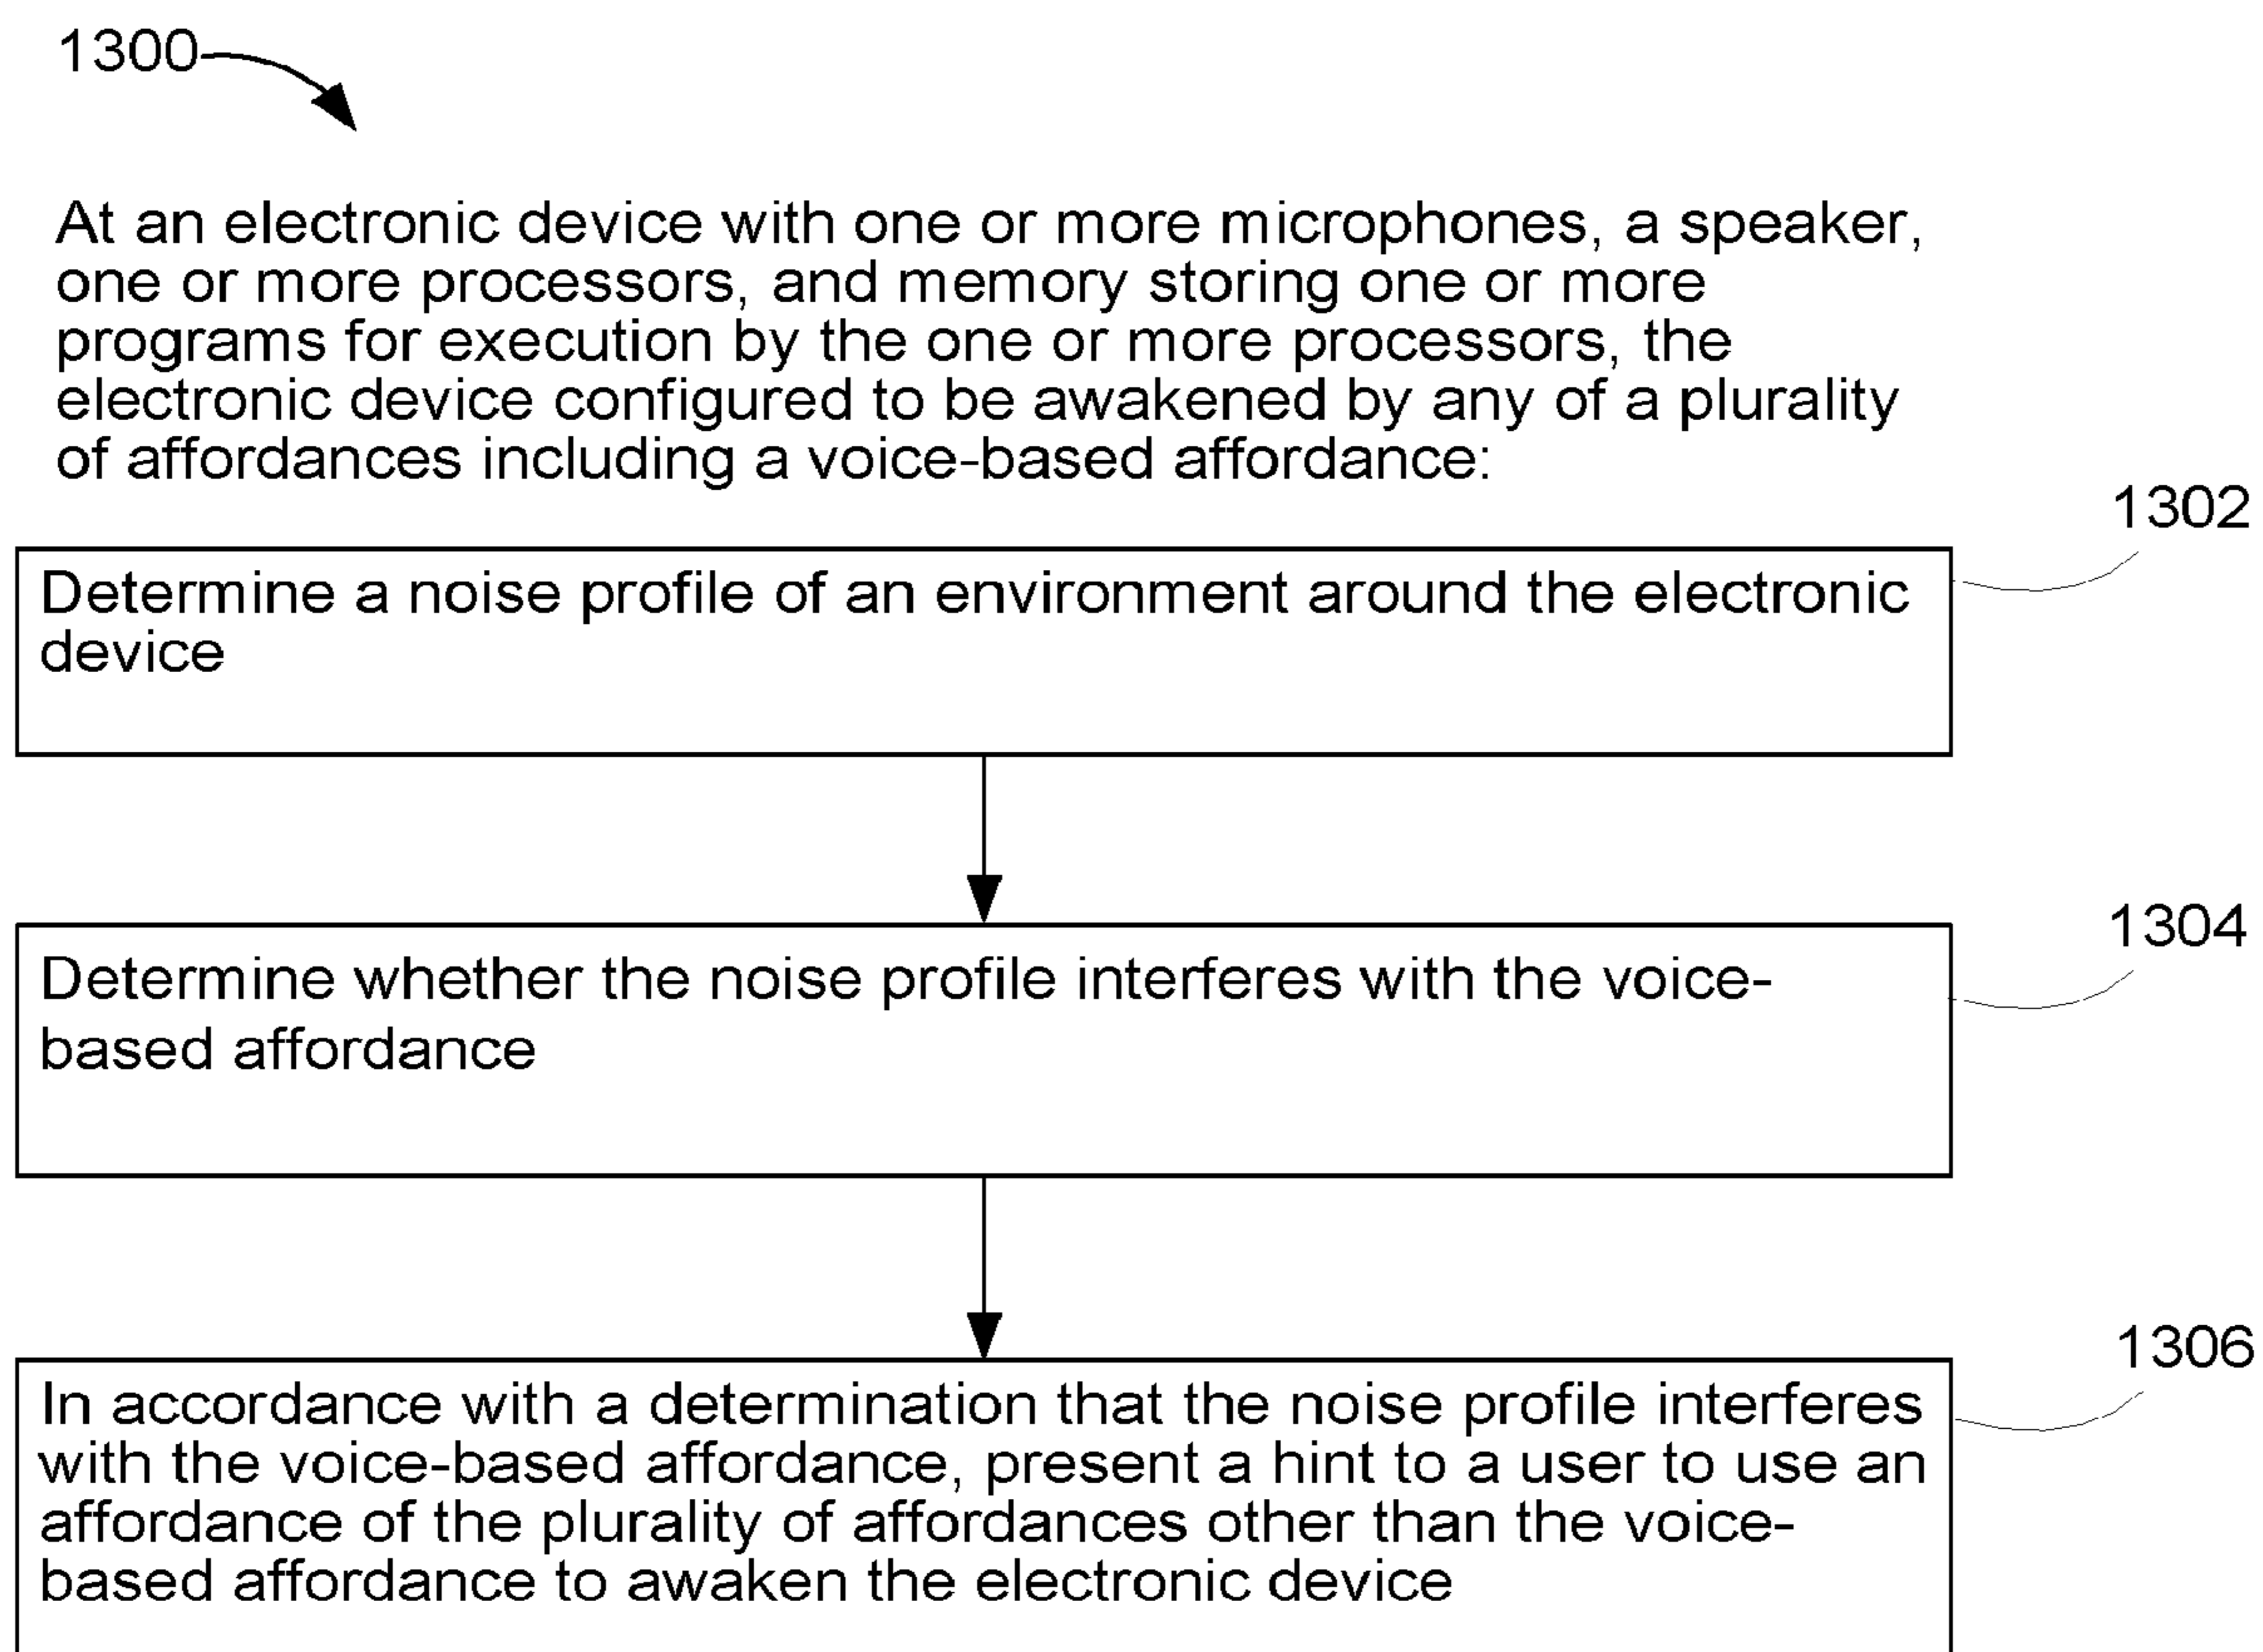 1300
At an electronic device with one or more microphones, a speaker,
one or more processors, and memory storing one or more
programs for execution by the one or more processors, the
electronic device configured to be awakened by any of a plurality
of affordances including a voice-based affordance:
1302
Determine a noise profile of an environment around the electronic
device
1304
Determine whether the noise profile interferes with the voice-
based affordance
1306
In accordance with a determination that the noise profile interferes
with the voice-based affordance, present a hint to a user to use an
affordance of the plurality of affordances other than the voice-
based affordance to awaken the electronic device